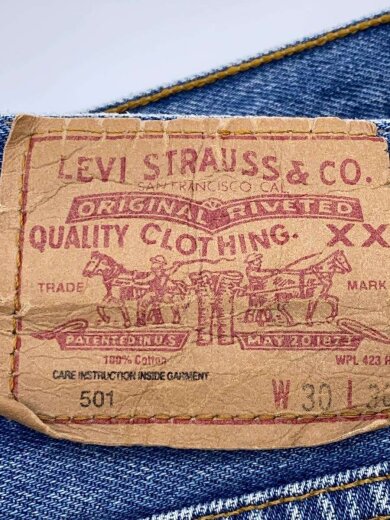 LEVI STRAUSS & CO.
SAN FRANCISCO CAL
ORIGINAL RIVETED
QUALITY CLOTHING. XX
TRADE MARK
PATENTED IN U.S MAY 20 1873
100% Cotton WPL 423
CARE INSTRUCTION INSIDE GARMENT
501 W 30 L